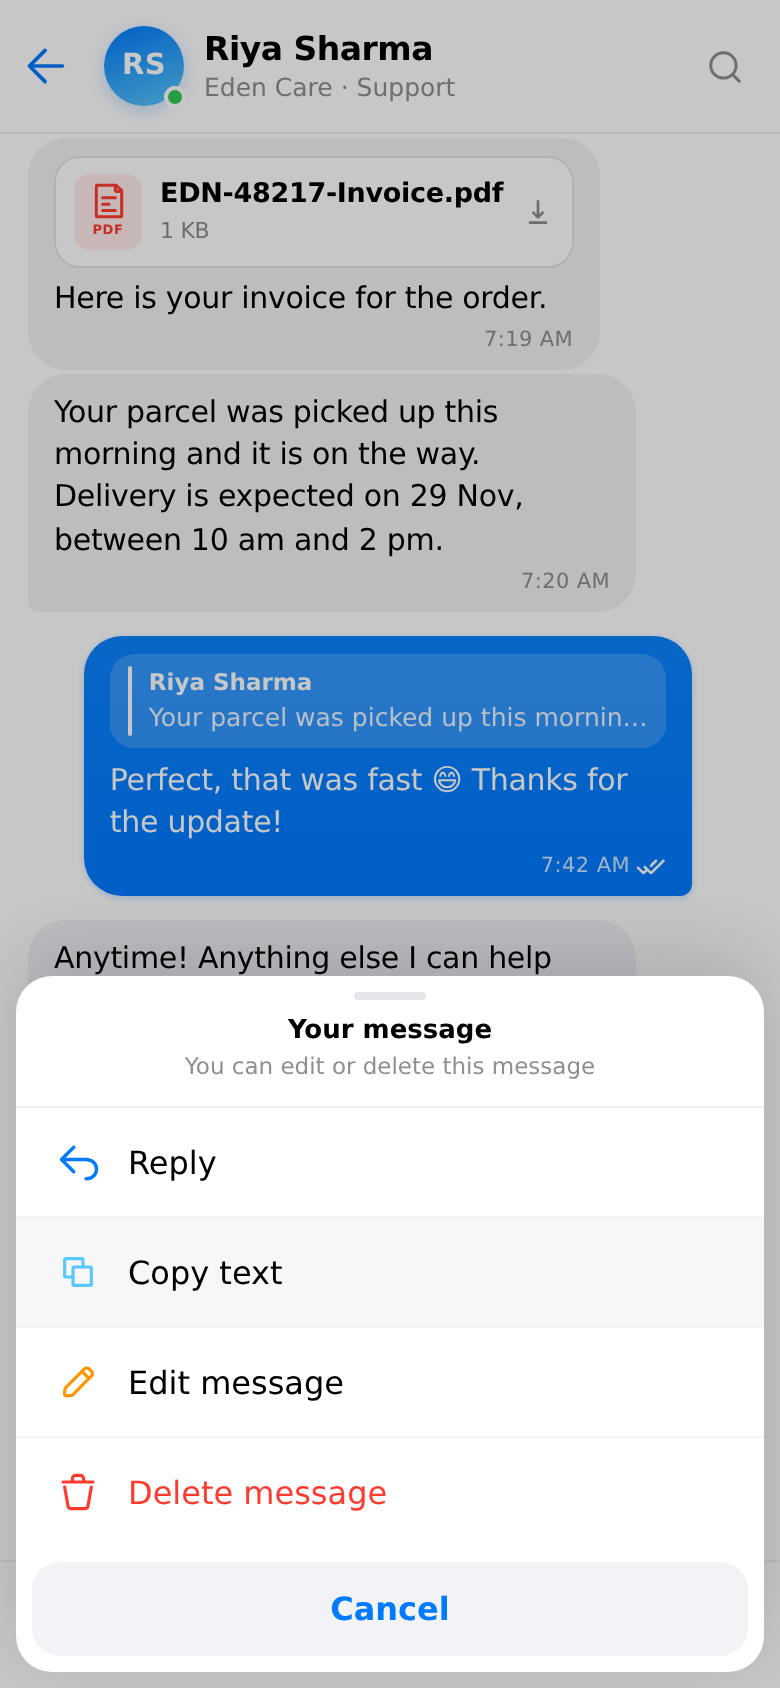 RS
Riya Sharma
Eden Care · Support
PDF
EDN-48217-Invoice.pdf
1 KB
Here is your invoice for the order.
7:19 AM
Your parcel was picked up this
morning and it is on the way.
Delivery is expected on 29 Nov,
between 10 am and 2 pm.
7:20 AM
Riya Sharma
Your parcel was picked up this mornin…
Perfect, that was fast 😄 Thanks for
the update!
7:42 AM
Anytime! Anything else I can help
Your message
You can edit or delete this message
Reply
Copy text
Edit message
Delete message
Cancel